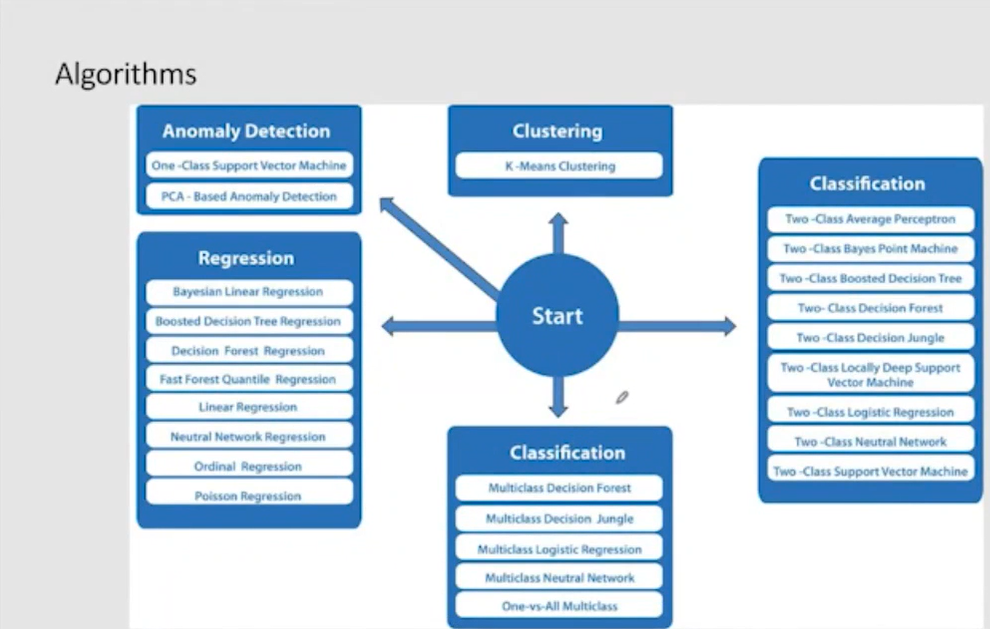 Algorithms
Anomaly Detection
One -Class Support Vector Machine
PCA - Based Anomaly Detection
Clustering
K -Means Clustering
Regression
Bayesian Linear Regression
Boosted Decision Tree Regression
Decision Forest Regression
Fast Forest Quantile Regression
Linear Regression
Neutral Network Regression
Ordinal Regression
Poisson Regression
Start
Classification
Two -Class Average Perceptron
Two -Class Bayes Point Machine
Two -Class Boosted Decision Tree
Two- Class Decision Forest
Two -Class Decision Jungle
Two -Class Locally Deep Support
Vector Machine
Two -Class Logistic Regression
Two -Class Neutral Network
Two -Class Support Vector Machine
Classification
Multiclass Decision Forest
Multiclass Decision Jungle
Multiclass Logistic Regression
Multiclass Neutral Network
One-vs-All Multiclass